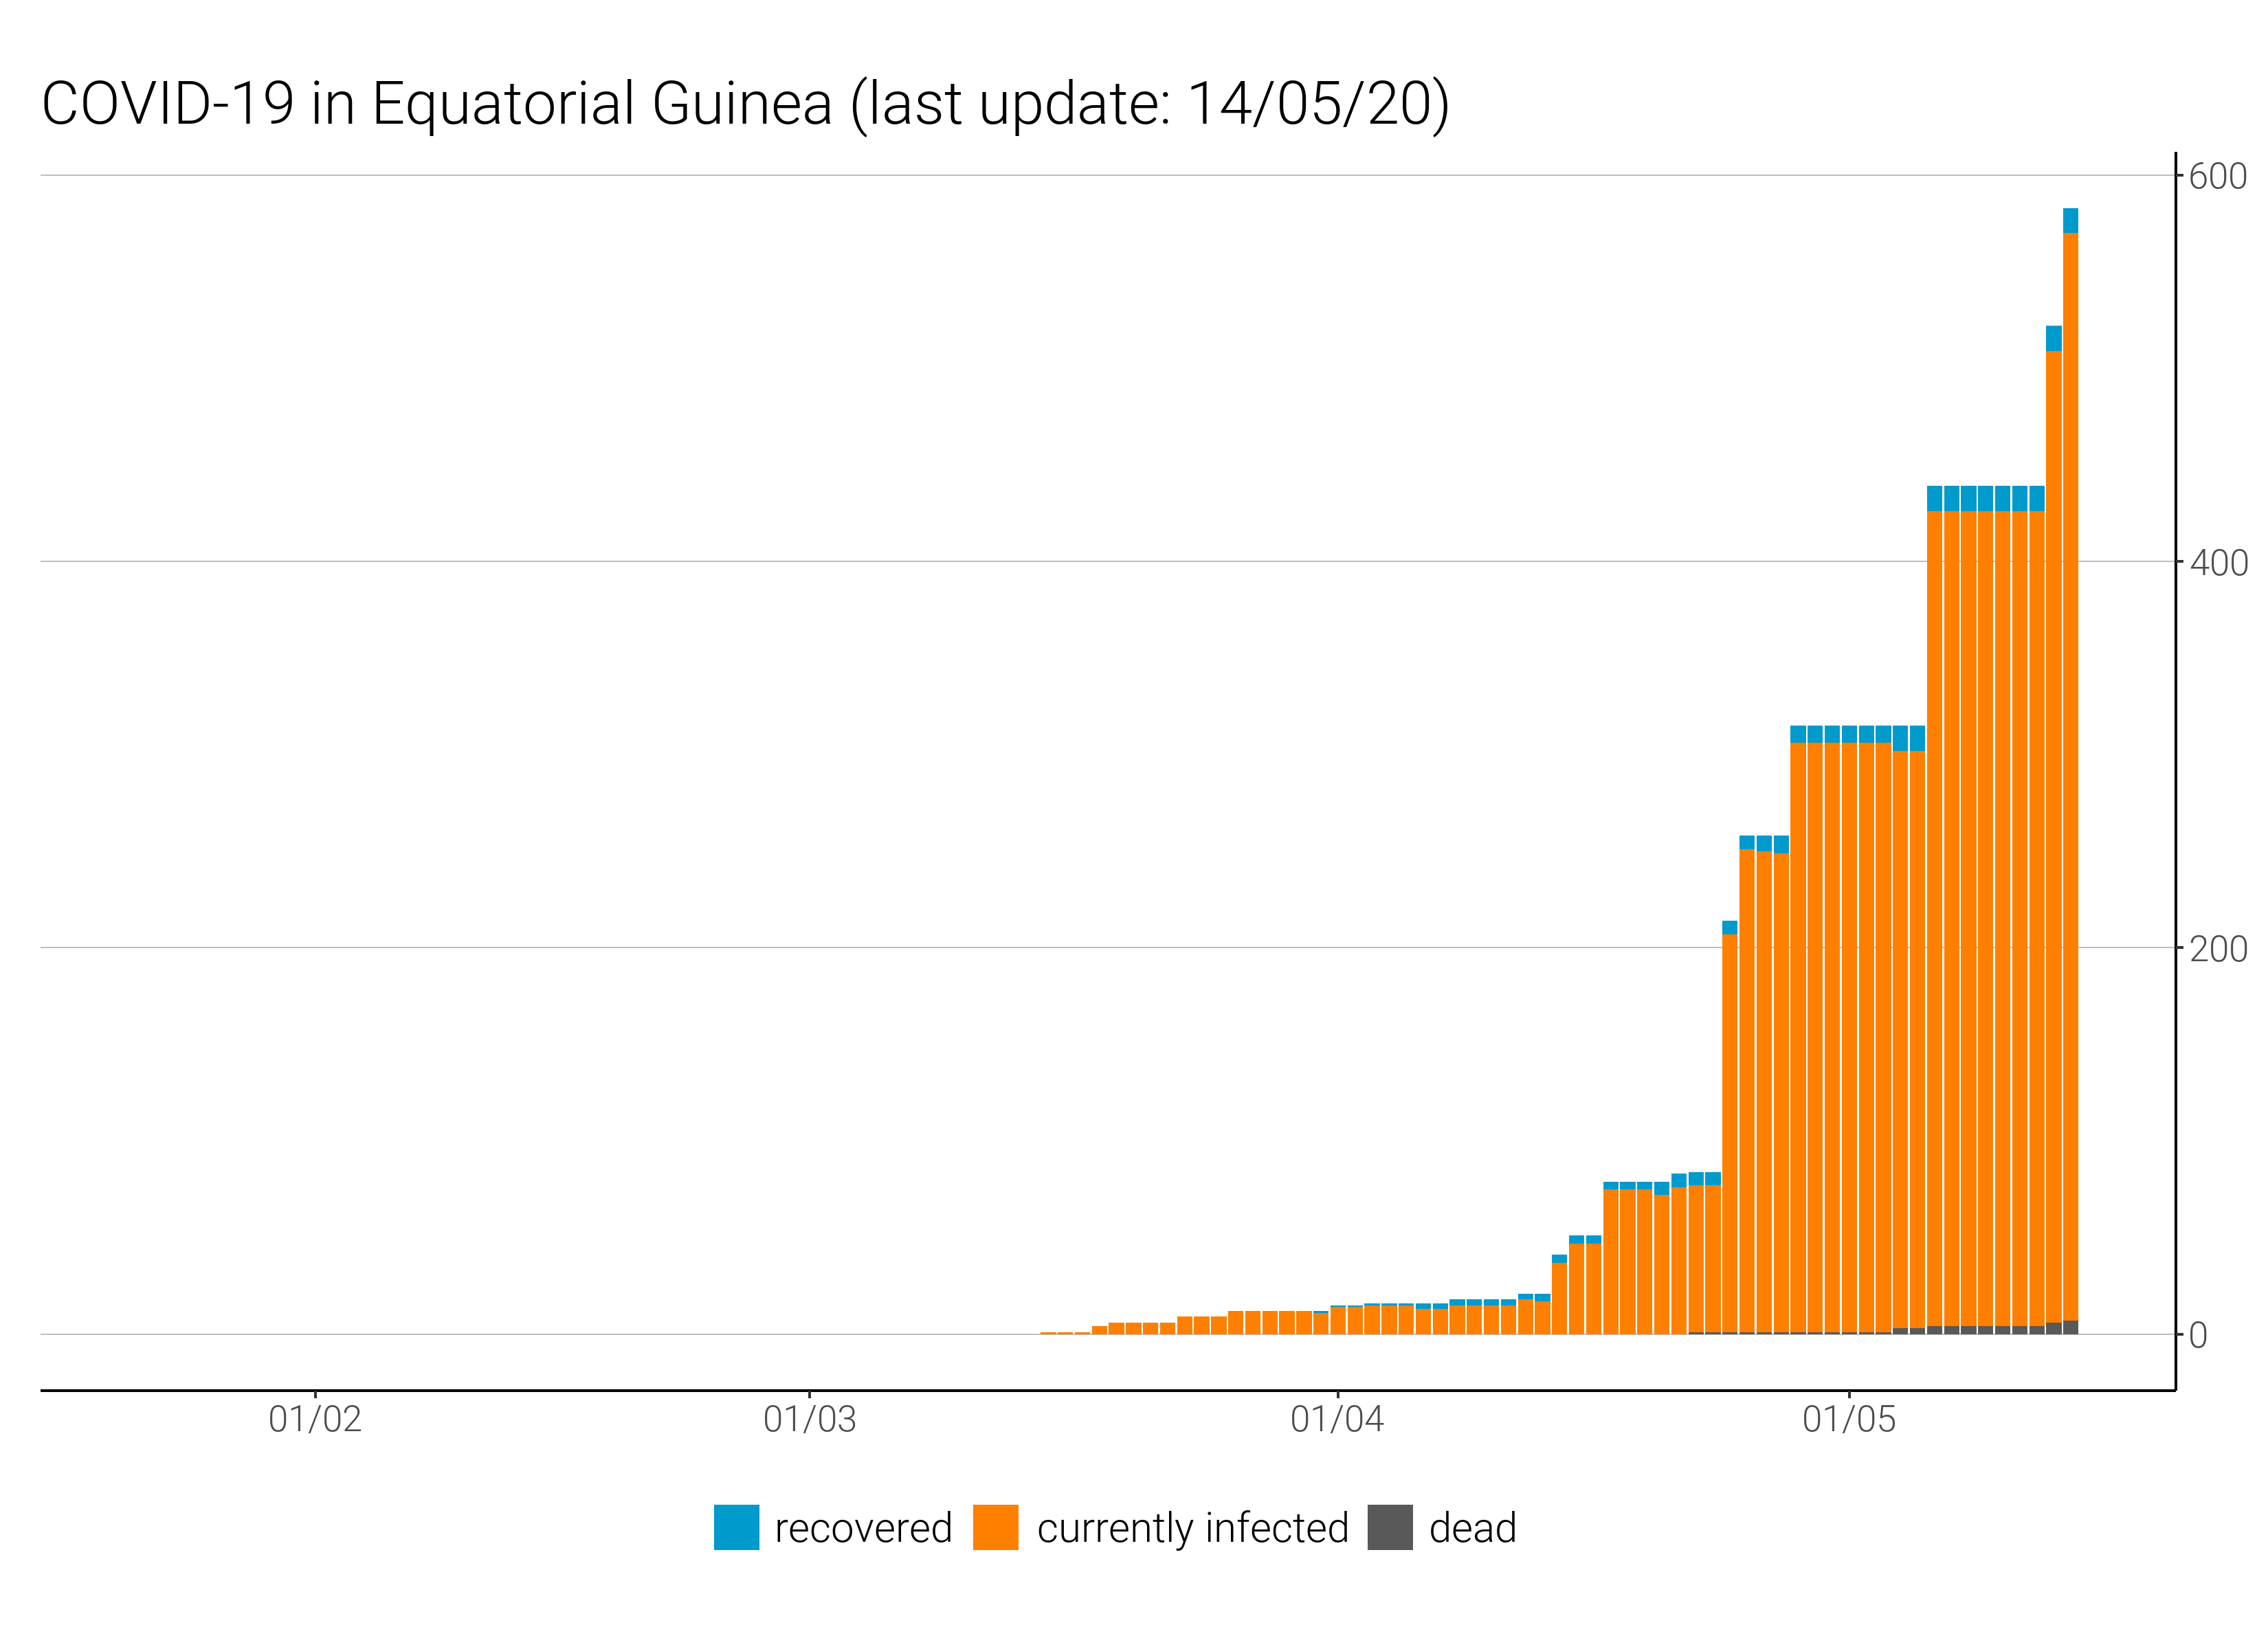 COVID-19 in Equatorial Guinea (last update: 14/05/20)
600
400
200
0
01/02 01/03 01/04 01/05
recovered currently infected dead